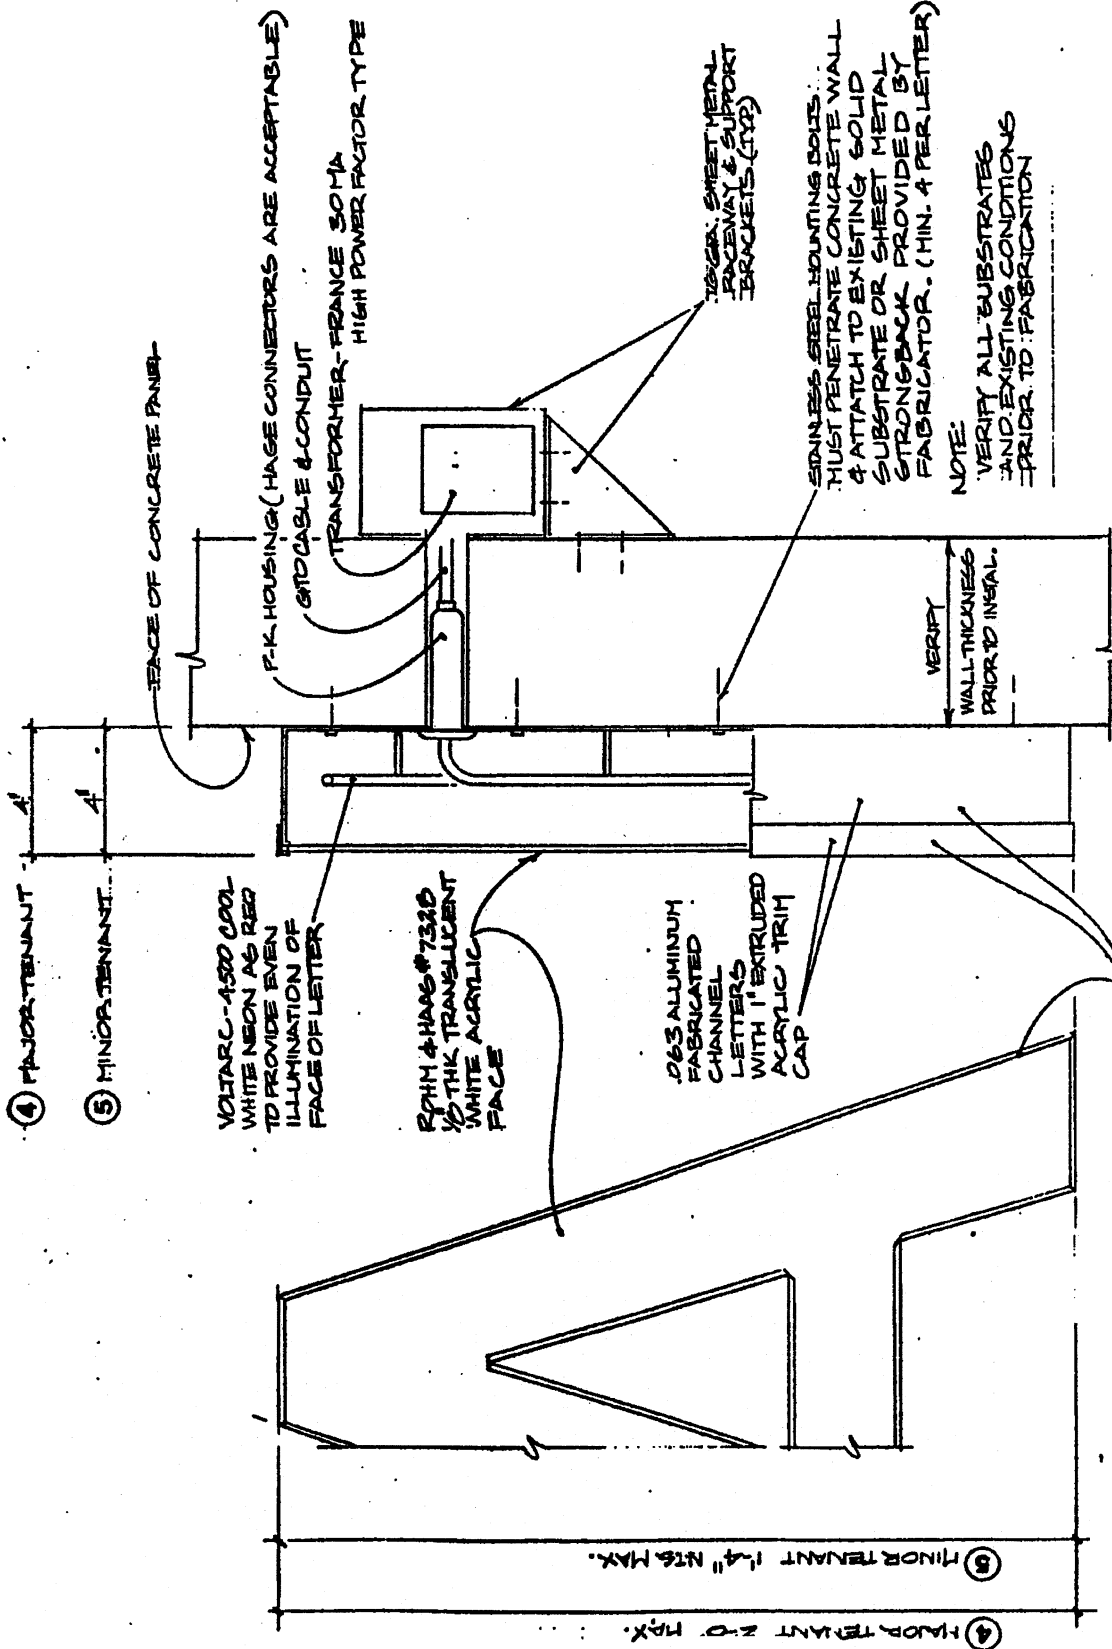 ④ MAJOR TENANT 4"
⑤ MINOR TENANT 4"
FACE OF CONCRETE PANEL
P-K HOUSING (HAGE CONNECTORS ARE ACCEPTABLE)
GTO CABLE & CONDUIT
TRANSFORMER - FRANCE 30 MA
HIGH POWER FACTOR TYPE
SHEET METAL
RACEWAY & SUPPORT
BRACKETS (TYP)
STAINLESS STEEL MOUNTING BOLTS
MUST PENETRATE CONCRETE WALL
& ATTATCH TO EXISTING SOLID
SUBSTRATE OR SHEET METAL
STRONGBACK PROVIDED BY
FABRICATOR. (MIN. 4 PER LETTER)
NOTE:
VERIFY ALL SUBSTRATES
AND EXISTING CONDITIONS
PRIOR TO FABRICATION
VERIFY
WALL THICKNESS
PRIOR TO INSTAL.
VOLTARC-4500 COOL
WHITE NEON AS REQ
TO PROVIDE EVEN
ILLUMINATION OF
FACE OF LETTER
ROHM & HAAS #7328
1/8 THK TRANSLUCENT
WHITE ACRYLIC
FACE
.063 ALUMINUM
FABRICATED
CHANNEL
LETTERS
WITH 1" EXTRUDED
ACRYLIC TRIM
CAP
⑤ MINOR TENANT 1'-4" NTS MAX.
④ MAJOR TENANT 2'-0" MAX.